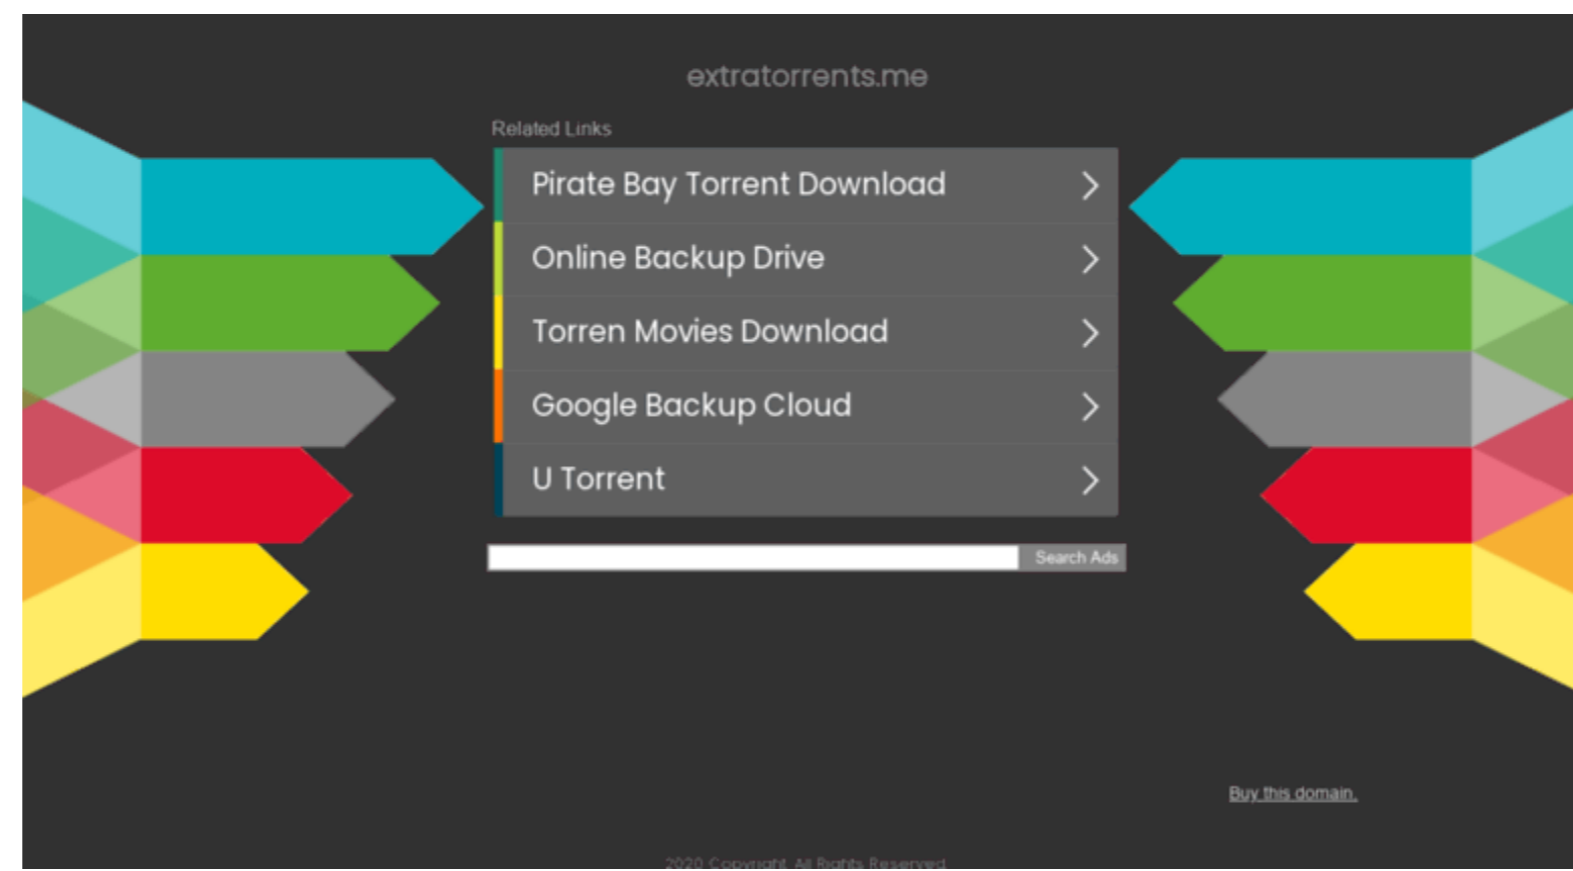 extratorrents.me
Related Links
Pirate Bay Torrent Download
Online Backup Drive
Torren Movies Download
Google Backup Cloud
U Torrent
Search Ads
Buy this domain.
2020 Copyright. All Rights Reserved.